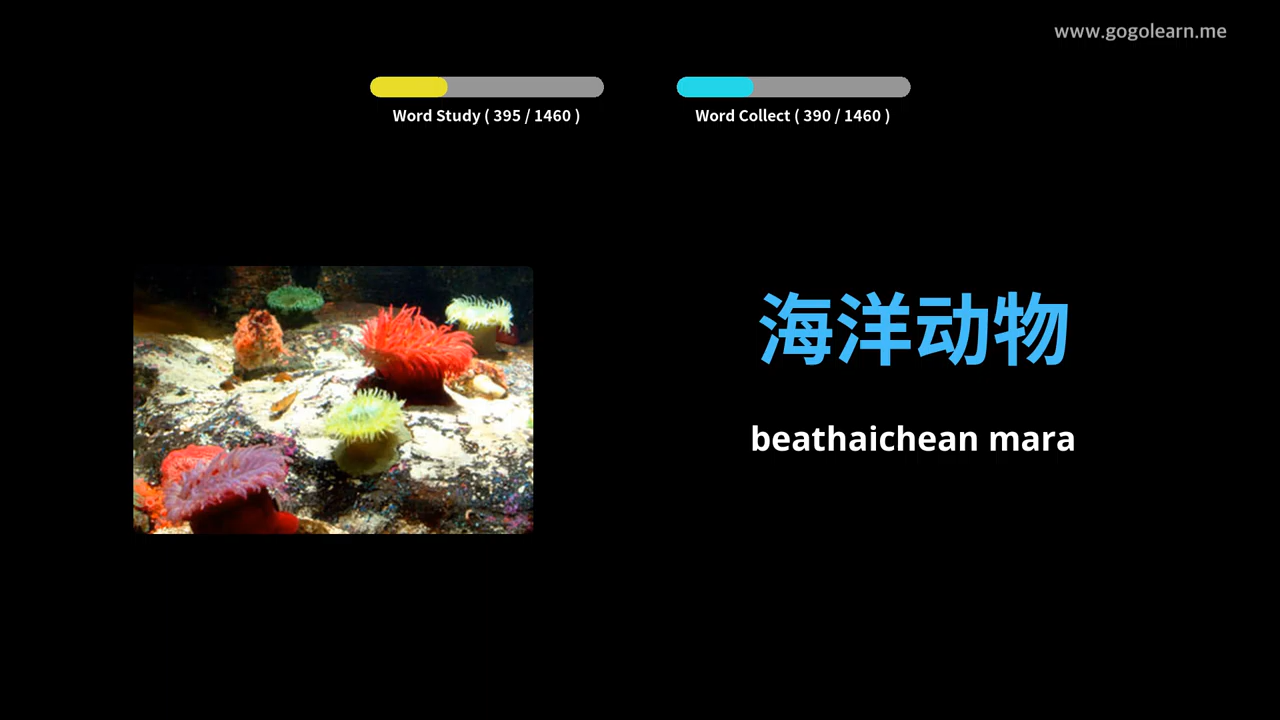 www.gogolearn.me
Word Study ( 395 / 1460 )
Word Collect ( 390 / 1460 )
海洋动物
beathaichean mara